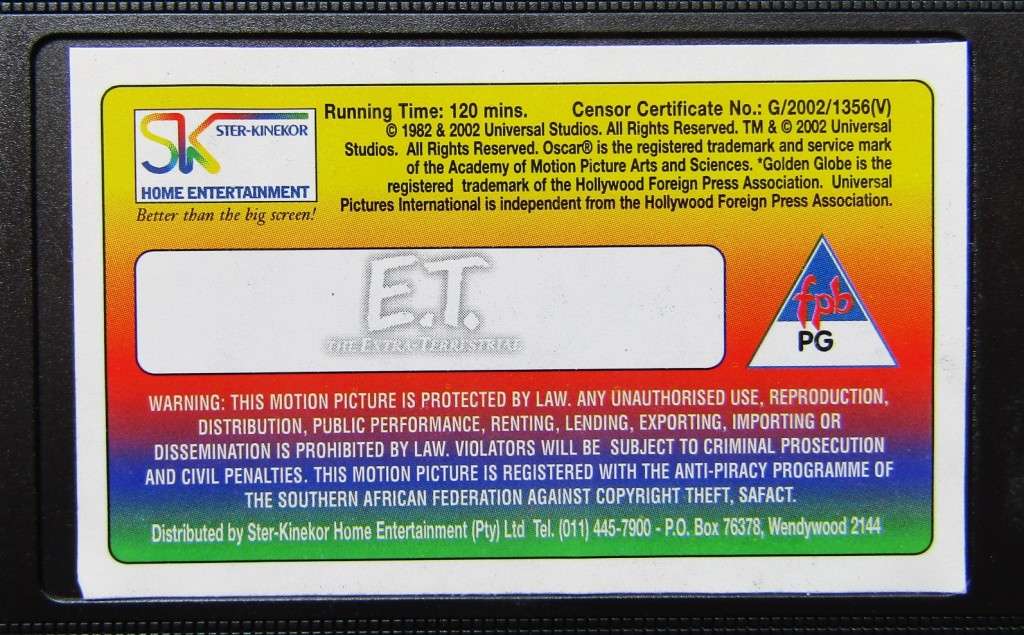 SK STER-KINEKOR
HOME ENTERTAINMENT
Better than the big screen!
Running Time: 120 mins. Censor Certificate No.: G/2002/1356(V)
© 1982 & 2002 Universal Studios. All Rights Reserved. TM & © 2002 Universal
Studios. All Rights Reserved. Oscar® is the registered trademark and service mark
of the Academy of Motion Picture Arts and Sciences. *Golden Globe is the
registered trademark of the Hollywood Foreign Press Association. Universal
Pictures International is independent from the Hollywood Foreign Press Association.
E.T.
THE EXTRA-TERRESTRIAL
fpb
PG
WARNING: THIS MOTION PICTURE IS PROTECTED BY LAW. ANY UNAUTHORISED USE, REPRODUCTION,
DISTRIBUTION, PUBLIC PERFORMANCE, RENTING, LENDING, EXPORTING, IMPORTING OR
DISSEMINATION IS PROHIBITED BY LAW. VIOLATORS WILL BE SUBJECT TO CRIMINAL PROSECUTION
AND CIVIL PENALTIES. THIS MOTION PICTURE IS REGISTERED WITH THE ANTI-PIRACY PROGRAMME OF
THE SOUTHERN AFRICAN FEDERATION AGAINST COPYRIGHT THEFT, SAFACT.
Distributed by Ster-Kinekor Home Entertainment (Pty) Ltd Tel. (011) 445-7900 - P.O. Box 76378, Wendywood 2144